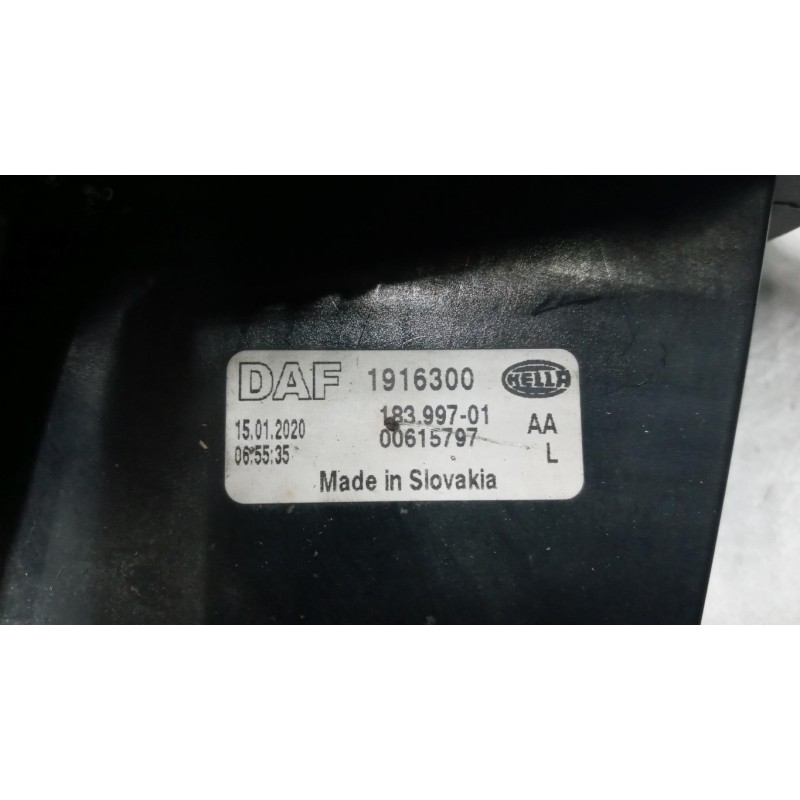 DAF 1916300 HELLA
183.997-01
15.01.2020 00615797 AA
06:55:35 L
Made in Slovakia